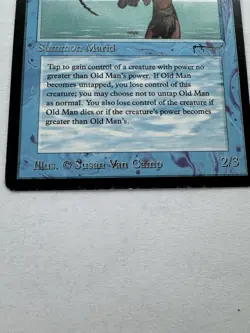 Summon Marid
Tap to gain control of a creature with power no
greater than Old Man's power. If Old Man
becomes untapped, you lose control of this
creature; you may choose not to untap Old Man
as normal. You also lose control of the creature if
Old Man dies or if the creature's power becomes
greater than Old Man's.
Illus. © Susan Van Camp 2/3